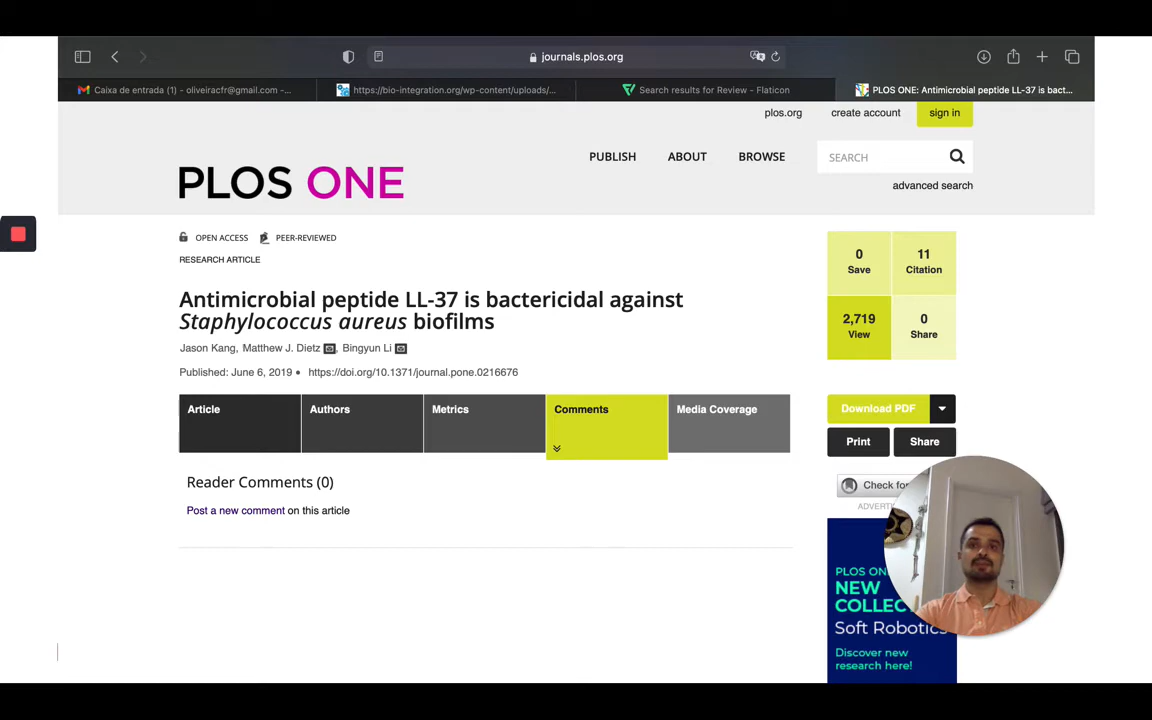 journals.plos.org
Caixa de entrada (1) - oliveiracfr@gmail.com -...
https://bio-integration.org/wp-content/uploads/...
Search results for Review - Flaticon
PLOS ONE: Antimicrobial peptide LL-37 is bact...
plos.org
create account
sign in
PUBLISH
ABOUT
BROWSE
SEARCH
advanced search
PLOS ONE
OPEN ACCESS
PEER-REVIEWED
RESEARCH ARTICLE
Antimicrobial peptide LL-37 is bactericidal against
Staphylococcus aureus biofilms
Jason Kang, Matthew J. Dietz , Bingyun Li
Published: June 6, 2019 • https://doi.org/10.1371/journal.pone.0216676
0
Save
11
Citation
2,719
View
0
Share
Article
Authors
Metrics
Comments
Media Coverage
Download PDF
Print
Share
Check for
Reader Comments (0)
Post a new comment on this article
PLOS ON
NEW
COLLEC
Soft Robotics
Discover new
research here!